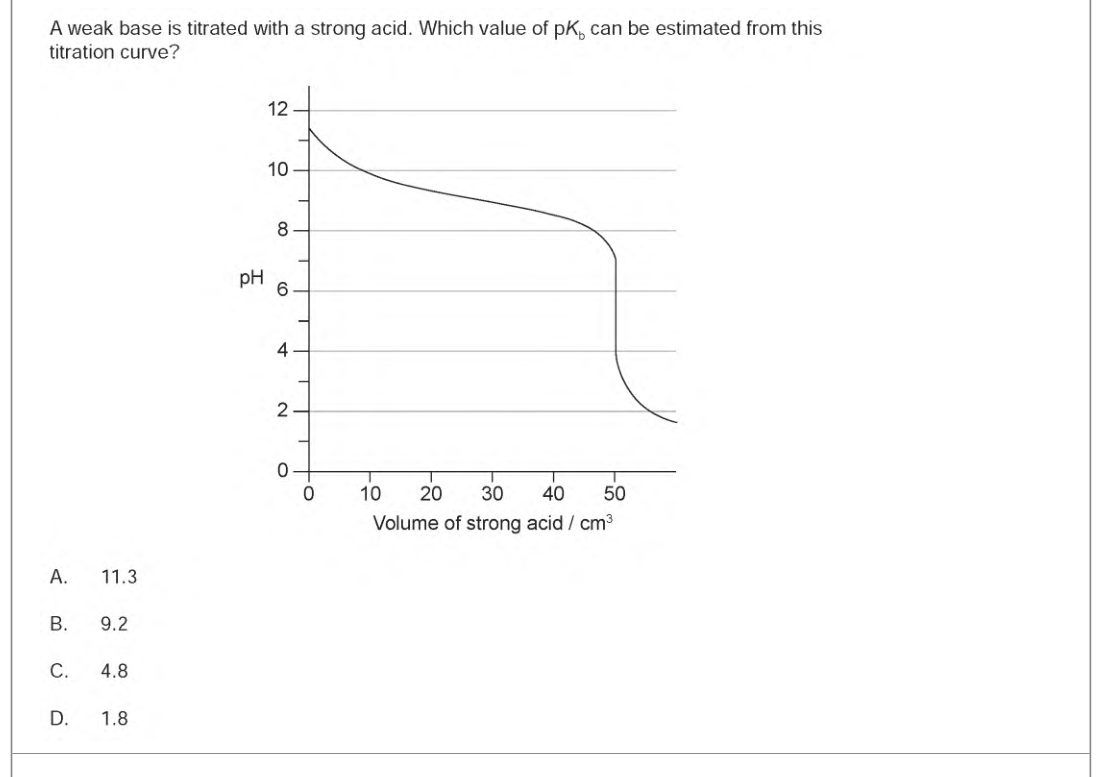 A weak base is titrated with a strong acid. Which value of pK_b can be estimated from this
titration curve?
12
10
8
pH
6
4
2
0
0 10 20 30 40 50
Volume of strong acid / cm³
A. 11.3
B. 9.2
C. 4.8
D. 1.8